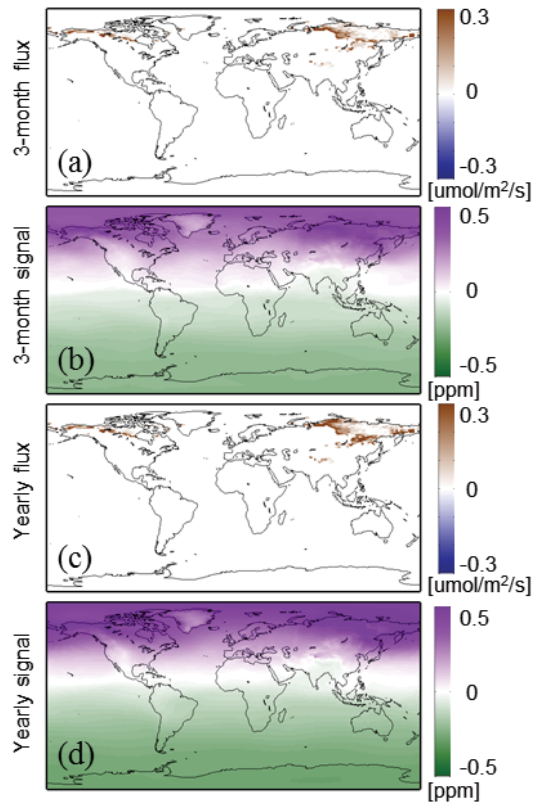 3-month flux
(a)
0.3
0
-0.3
[umol/m²/s]
3-month signal
(b)
0.5
0
-0.5
[ppm]
Yearly flux
(c)
0.3
0
-0.3
[umol/m²/s]
Yearly signal
(d)
0.5
0
-0.5
[ppm]